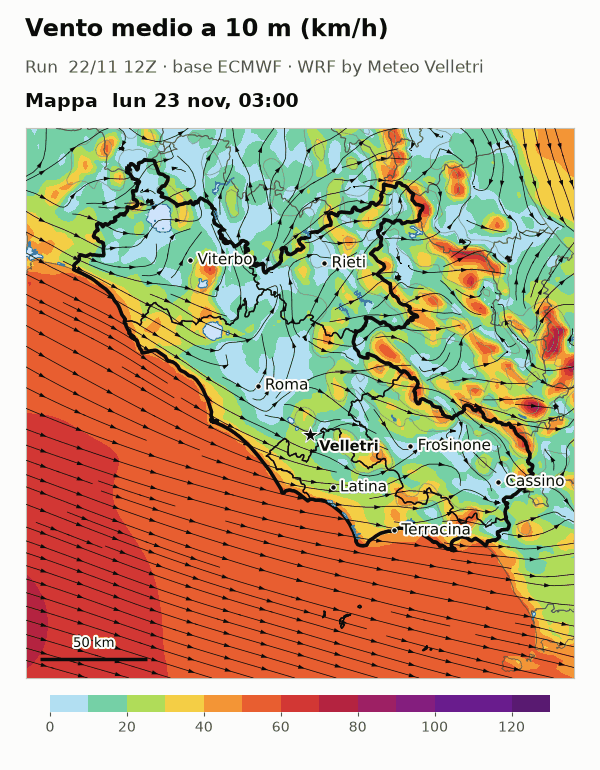 Vento medio a 10 m (km/h)
Run  22/11 12Z · base ECMWF · WRF by Meteo Velletri
Mappa  lun 23 nov, 03:00
Viterbo
Rieti
Roma
Velletri
Frosinone
Latina
Cassino
Terracina
50 km
0 20 40 60 80 100 120